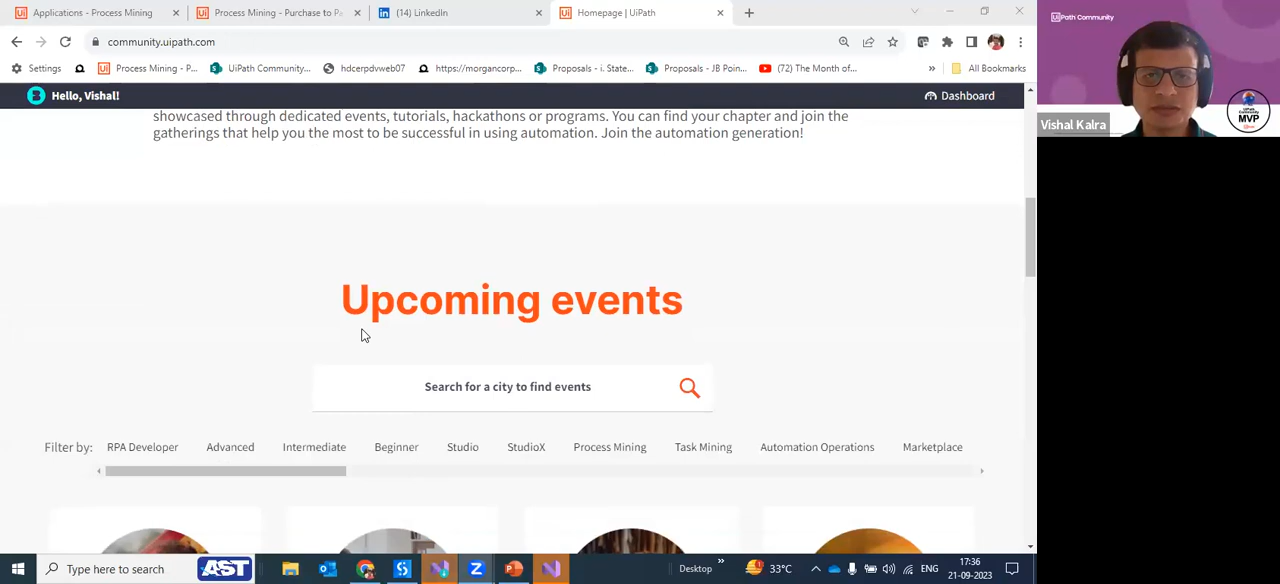 Applications - Process Mining
Process Mining - Purchase to Pa
(14) LinkedIn
Homepage | UiPath
community.uipath.com
Settings
Process Mining - P...
UiPath Community...
hdcerpdvweb07
https://morgancorp...
Proposals - i. State...
Proposals - JB Poin...
(72) The Month of...
»
All Bookmarks
Hello, Vishal!
Dashboard
showcased through dedicated events, tutorials, hackathons or programs. You can find your chapter and join the
gatherings that help you the most to be successful in using automation. Join the automation generation!
Upcoming events
Search for a city to find events
Filter by:
RPA Developer
Advanced
Intermediate
Beginner
Studio
StudioX
Process Mining
Task Mining
Automation Operations
Marketplace
Type here to search
AST
Desktop
»
33°C
ENG
17:36
21-09-2023
UiPath Community
Vishal Kalra
UiPath
Community
MVP